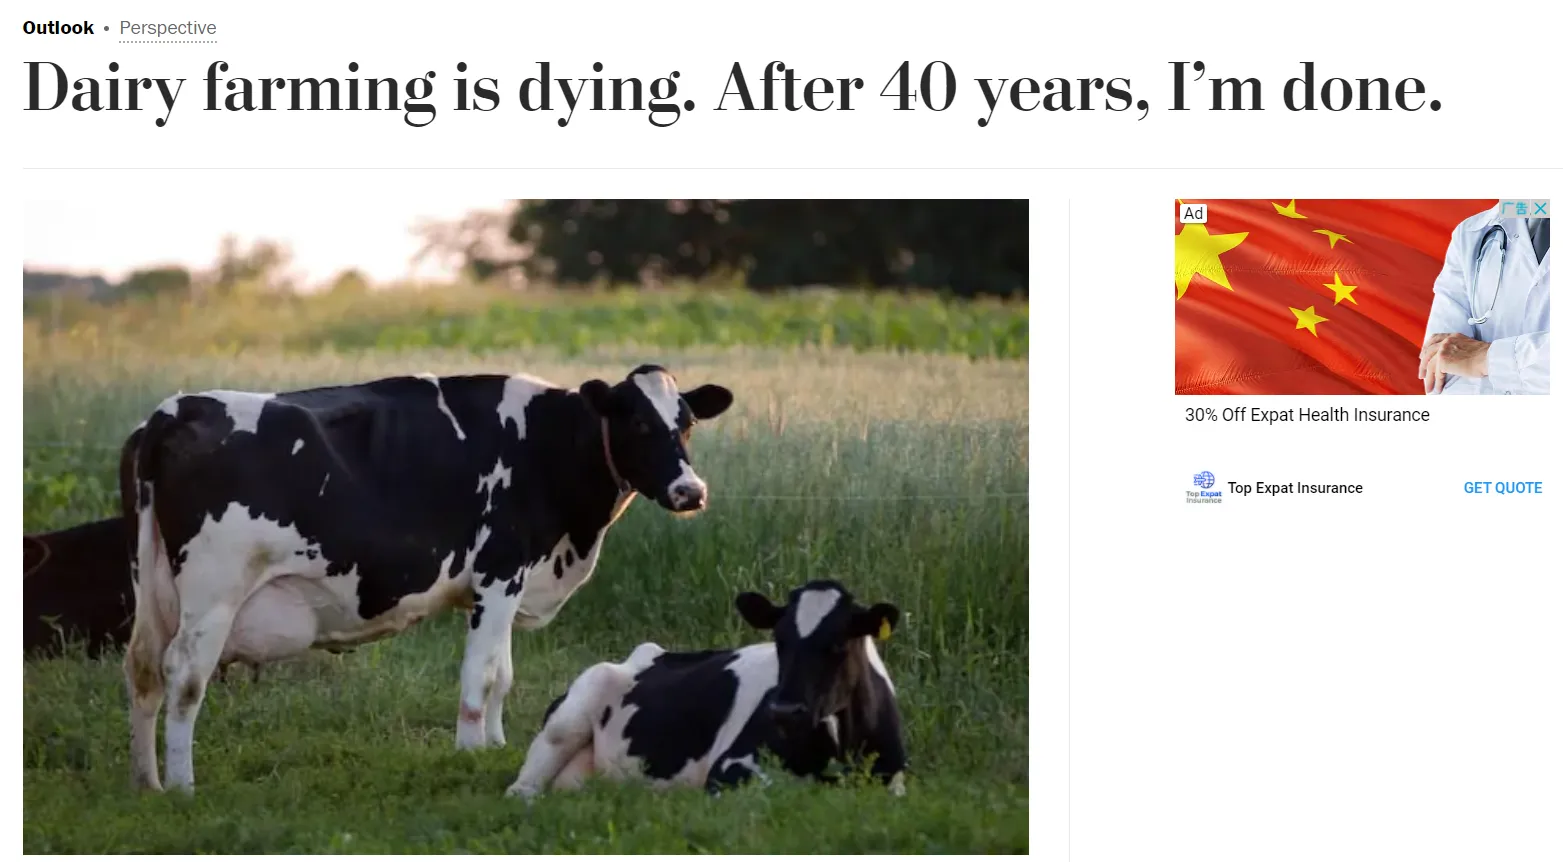 Outlook • Perspective
Dairy farming is dying. After 40 years, I’m done.
Ad
广告
30% Off Expat Health Insurance
Top Expat
Insurance
Top Expat Insurance
GET QUOTE